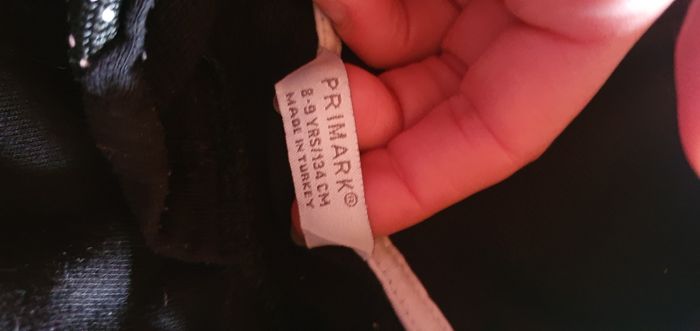 PRIMARK®
8-9 YRS/134 CM
MADE IN TURKEY